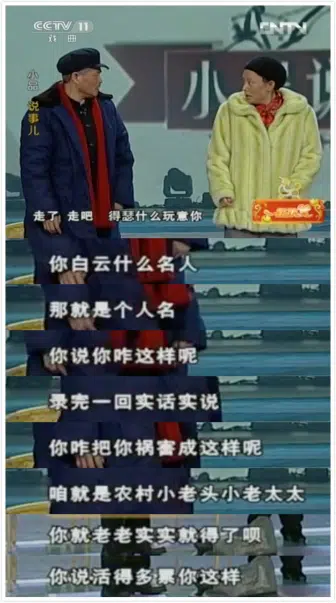 CCTV 11
戏曲
CNTV
小品 说事儿
小品说
走了 走吧 得瑟什么玩意你
你白云什么名人
那就是个人名
你说你咋这样呢
录完一回实话实说
你咋把你祸害成这样呢
咱就是农村小老头小老太太
你就老老实实就得了呗
你说活得多累你这样